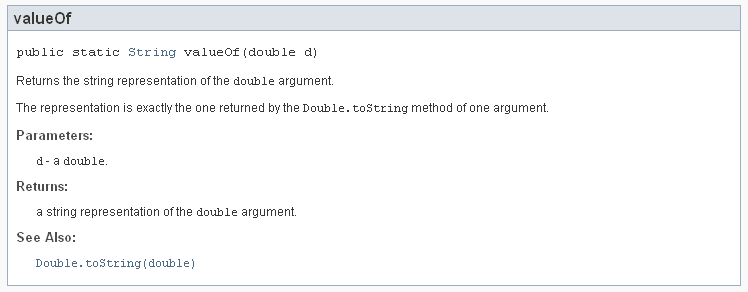 valueOf
public static String valueOf(double d)
Returns the string representation of the double argument.
The representation is exactly the one returned by the Double.toString method of one argument.
Parameters:
d - a double.
Returns:
a string representation of the double argument.
See Also:
Double.toString(double)